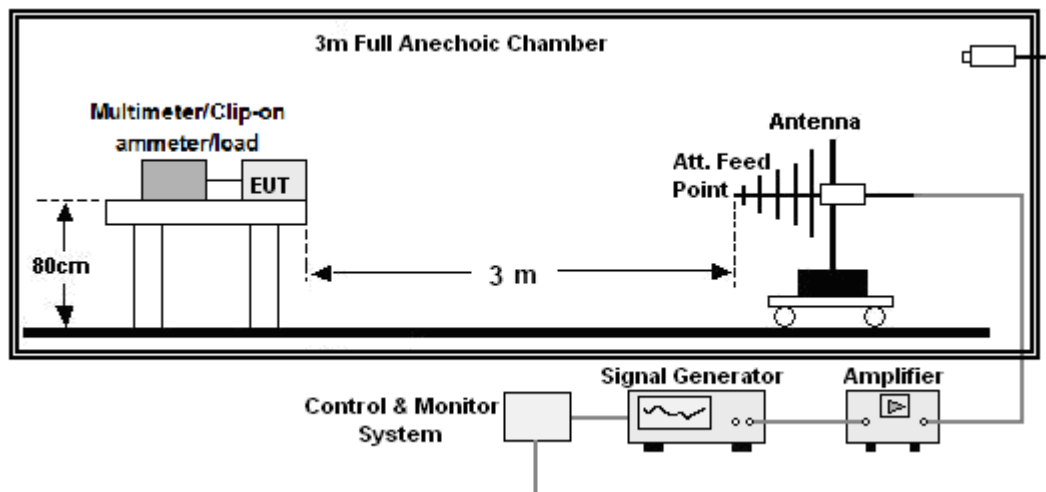 3m Full Anechoic Chamber
Multimeter/Clip-on
ammeter/load
EUT
80cm
3 m
Antenna
Att. Feed
Point
Signal Generator
Amplifier
Control & Monitor
System